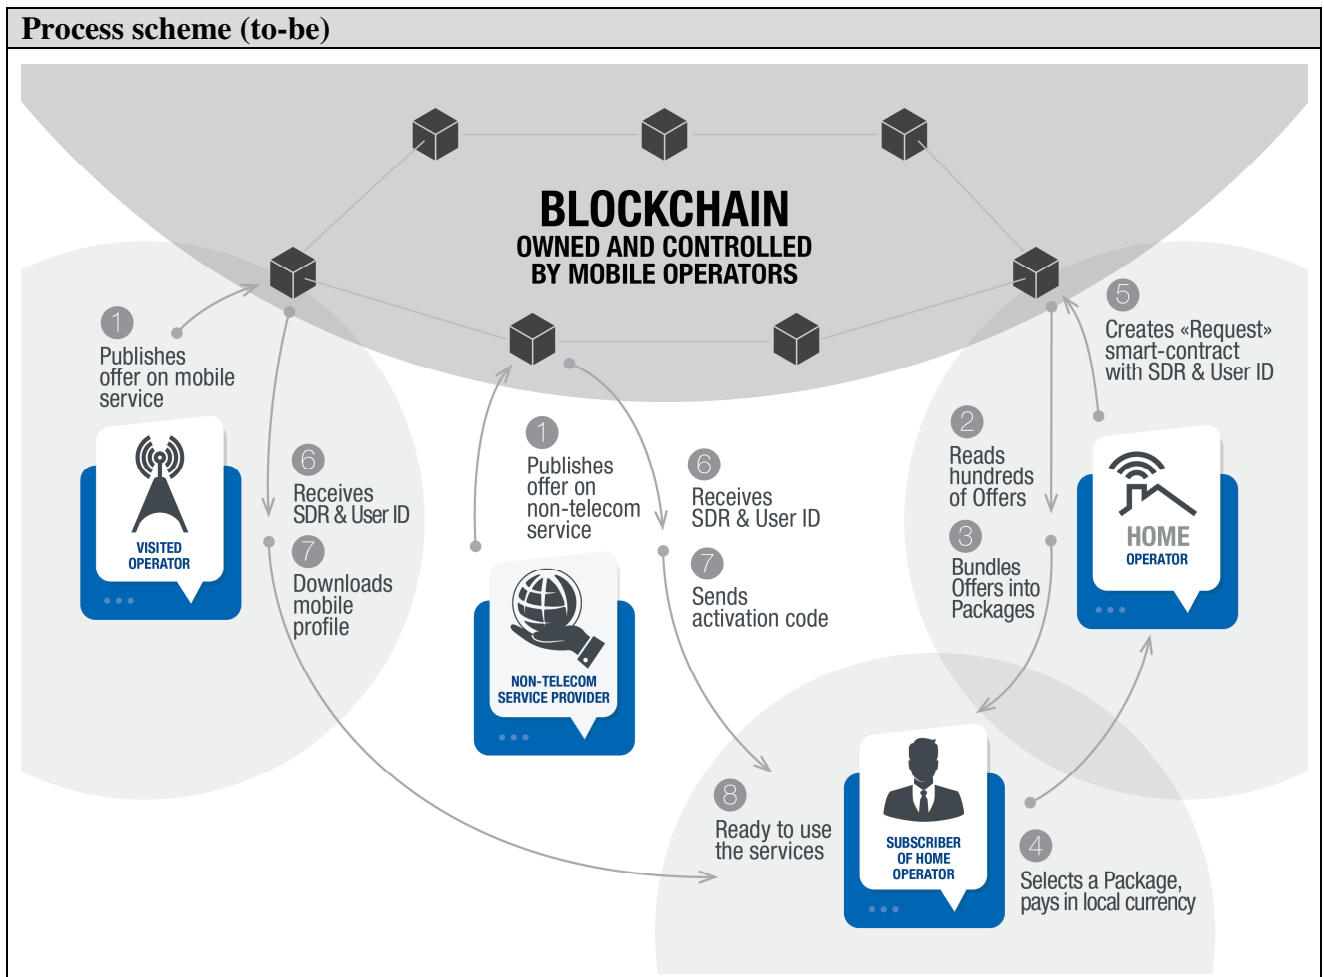 Process scheme (to-be)
BLOCKCHAIN
OWNED AND CONTROLLED
BY MOBILE OPERATORS
1
Publishes
offer on mobile
service
VISITED
OPERATOR
6
Receives
SDR & User ID
7
Downloads
mobile
profile
1
Publishes
offer on
non-telecom
service
NON-TELECOM
SERVICE PROVIDER
6
Receives
SDR & User ID
7
Sends
activation code
5
Creates «Request»
smart-contract
with SDR & User ID
2
Reads
hundreds
of Offers
3
Bundles
Offers into
Packages
HOME
OPERATOR
8
Ready to use
the services
SUBSCRIBER
OF HOME
OPERATOR
4
Selects a Package,
pays in local currency